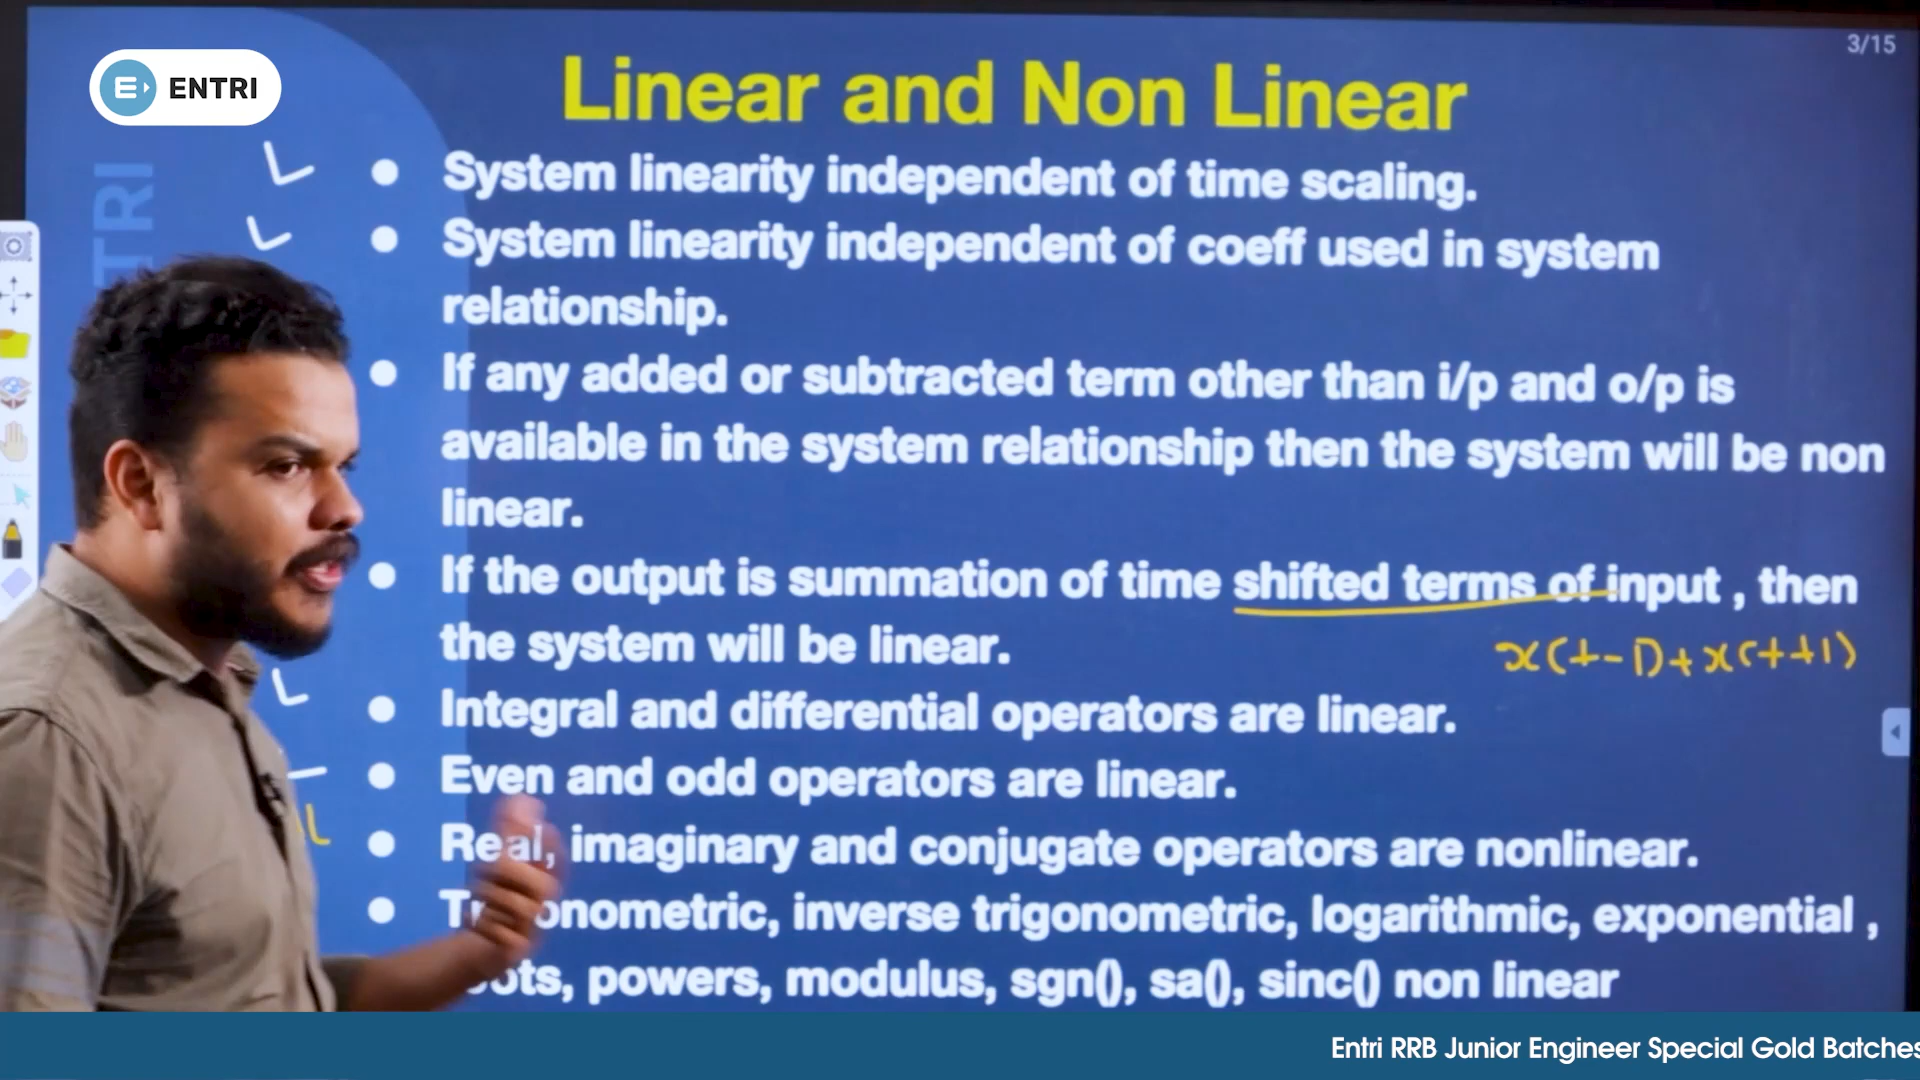 3/15
ENTRI
Linear and Non Linear
TRI
System linearity independent of time scaling.
System linearity independent of coeff used in system
relationship.
If any added or subtracted term other than i/p and o/p is
available in the system relationship then the system will be non
linear.
If the output is summation of time shifted terms of input , then
the system will be linear.
x(t-1)+x(t+1)
Integral and differential operators are linear.
Even and odd operators are linear.
Real, imaginary and conjugate operators are nonlinear.
inverse trigonometric, logarithmic, exponential ,
powers, modulus, sgn(), sa(), sinc() non linear
Entri RRB Junior Engineer Special Gold Batches